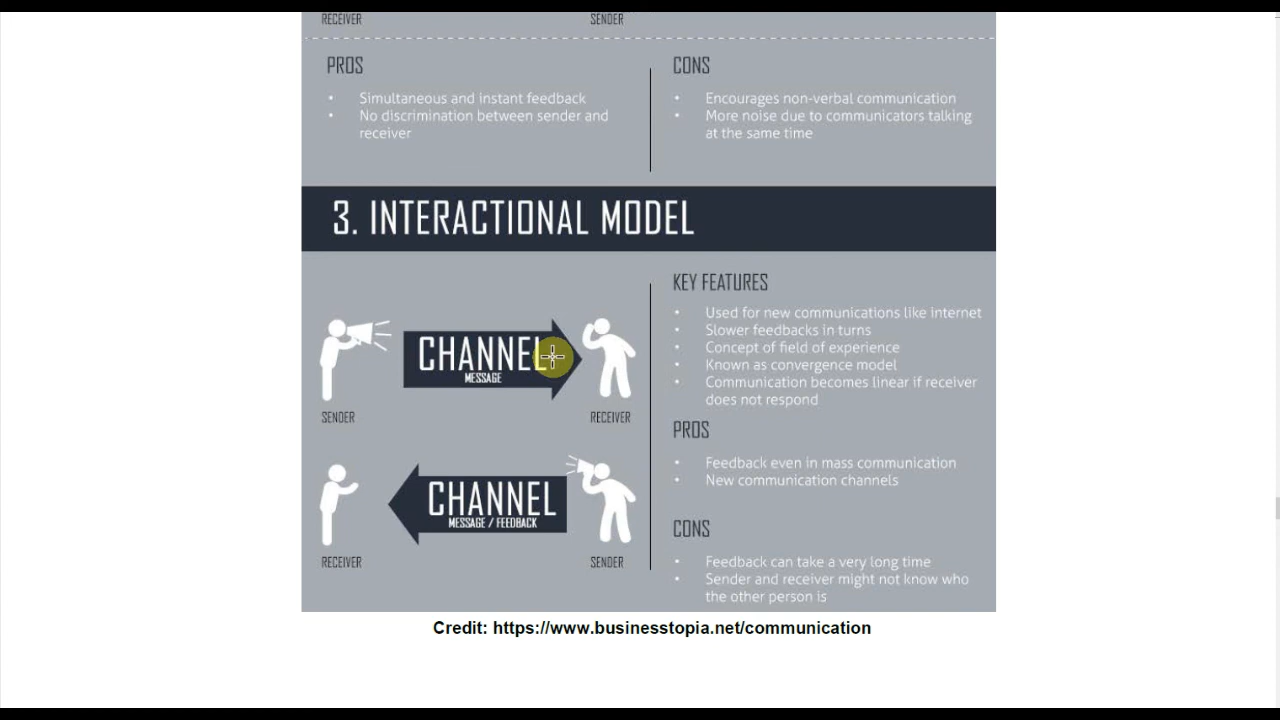 RECEIVER
SENDER
PROS
• Simultaneous and instant feedback
• No discrimination between sender and
receiver
CONS
• Encourages non-verbal communication
• More noise due to communicators talking
at the same time
3. INTERACTIONAL MODEL
CHANNEL
MESSAGE
SENDER
RECEIVER
CHANNEL
MESSAGE / FEEDBACK
RECEIVER
SENDER
KEY FEATURES
• Used for new communications like internet
• Slower feedbacks in turns
• Concept of field of experience
• Known as convergence model
• Communication becomes linear if receiver
does not respond
PROS
• Feedback even in mass communication
• New communication channels
CONS
• Feedback can take a very long time
• Sender and receiver might not know who
the other person is
Credit: https://www.businesstopia.net/communication